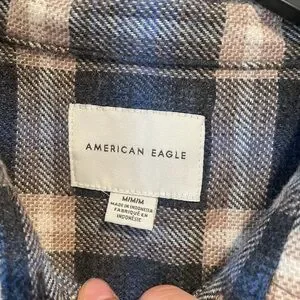 AMERICAN EAGLE
M/M/M
MADE IN INDONESIA
FABRIQUÉ EN
INDONÉSIE